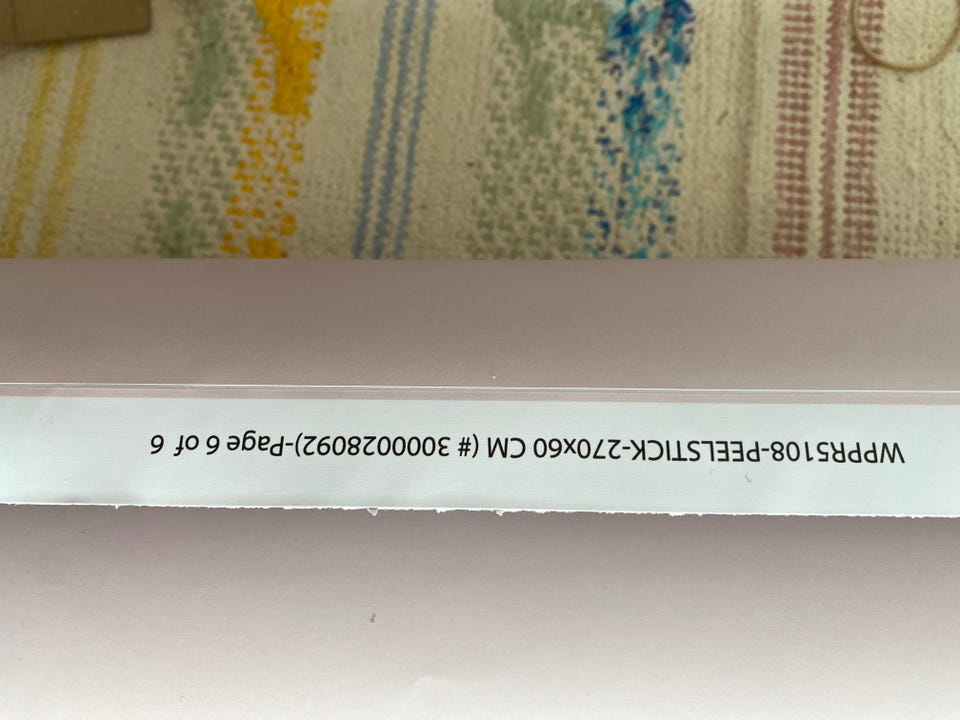 WPPR5108-PEELSTICK-270x60 CM (# 3000028092)-Page 6 of 6